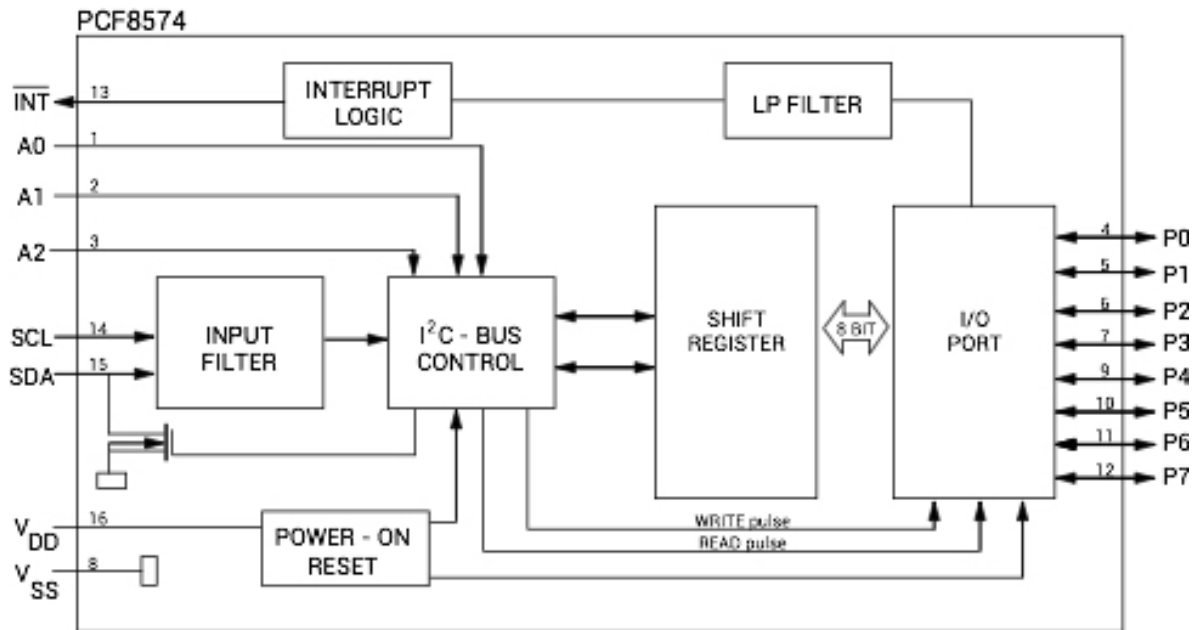 PCF8574
INT
13
INTERRUPT
LOGIC
LP FILTER
A0
1
A1
2
A2
3
SCL
14
SDA
15
INPUT
FILTER
I²C - BUS
CONTROL
SHIFT
REGISTER
8 BIT
I/O
PORT
4
P0
5
P1
6
P2
7
P3
9
P4
10
P5
11
P6
12
P7
VDD
16
POWER - ON
RESET
WRITE pulse
READ pulse
VSS
8